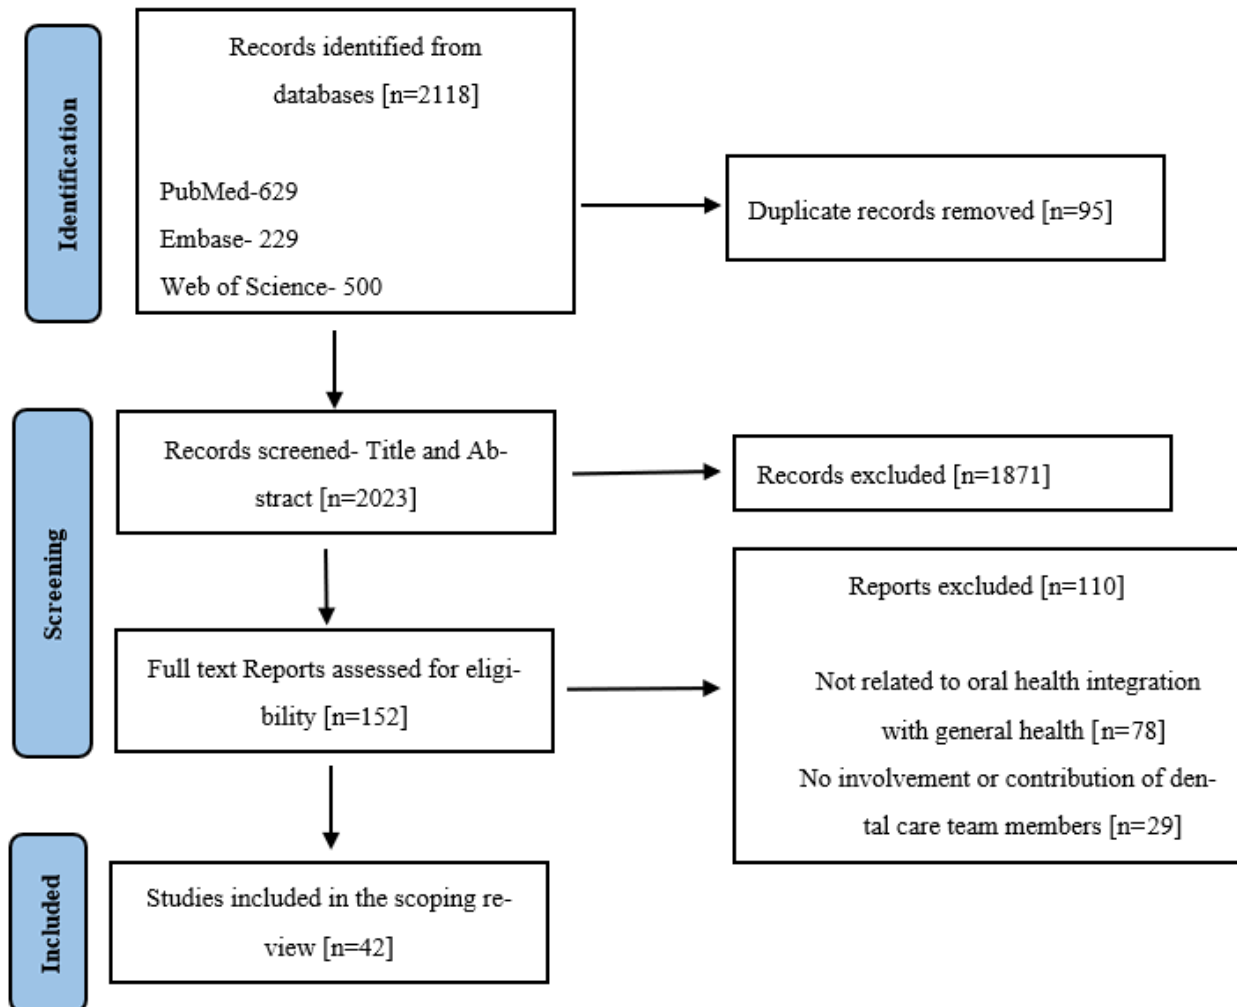 Identification
Records identified from
databases [n=2118]
PubMed-629
Embase- 229
Web of Science- 500
Duplicate records removed [n=95]
Screening
Records screened- Title and Ab-
stract [n=2023]
Records excluded [n=1871]
Full text Reports assessed for eligi-
bility [n=152]
Reports excluded [n=110]
Not related to oral health integration
with general health [n=78]
No involvement or contribution of den-
tal care team members [n=29]
Included
Studies included in the scoping re-
view [n=42]